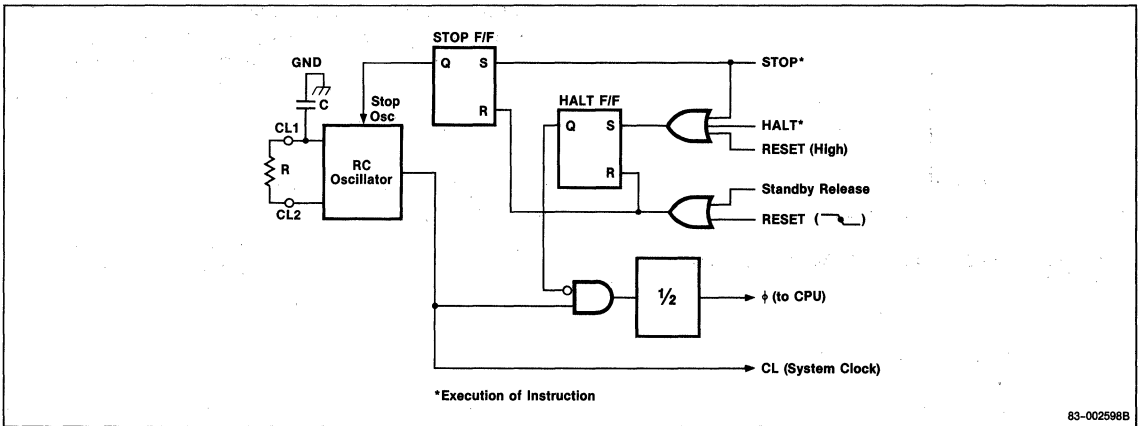 STOP F/F
GND
Q
S
STOP*
C
Stop
Osc
R
HALT F/F
CL1
Q
S
HALT*
RC
Oscillator
R
RESET (High)
R
Standby Release
CL2
RESET ( )
½
ϕ (to CPU)
CL (System Clock)
*Execution of Instruction
83-002598B